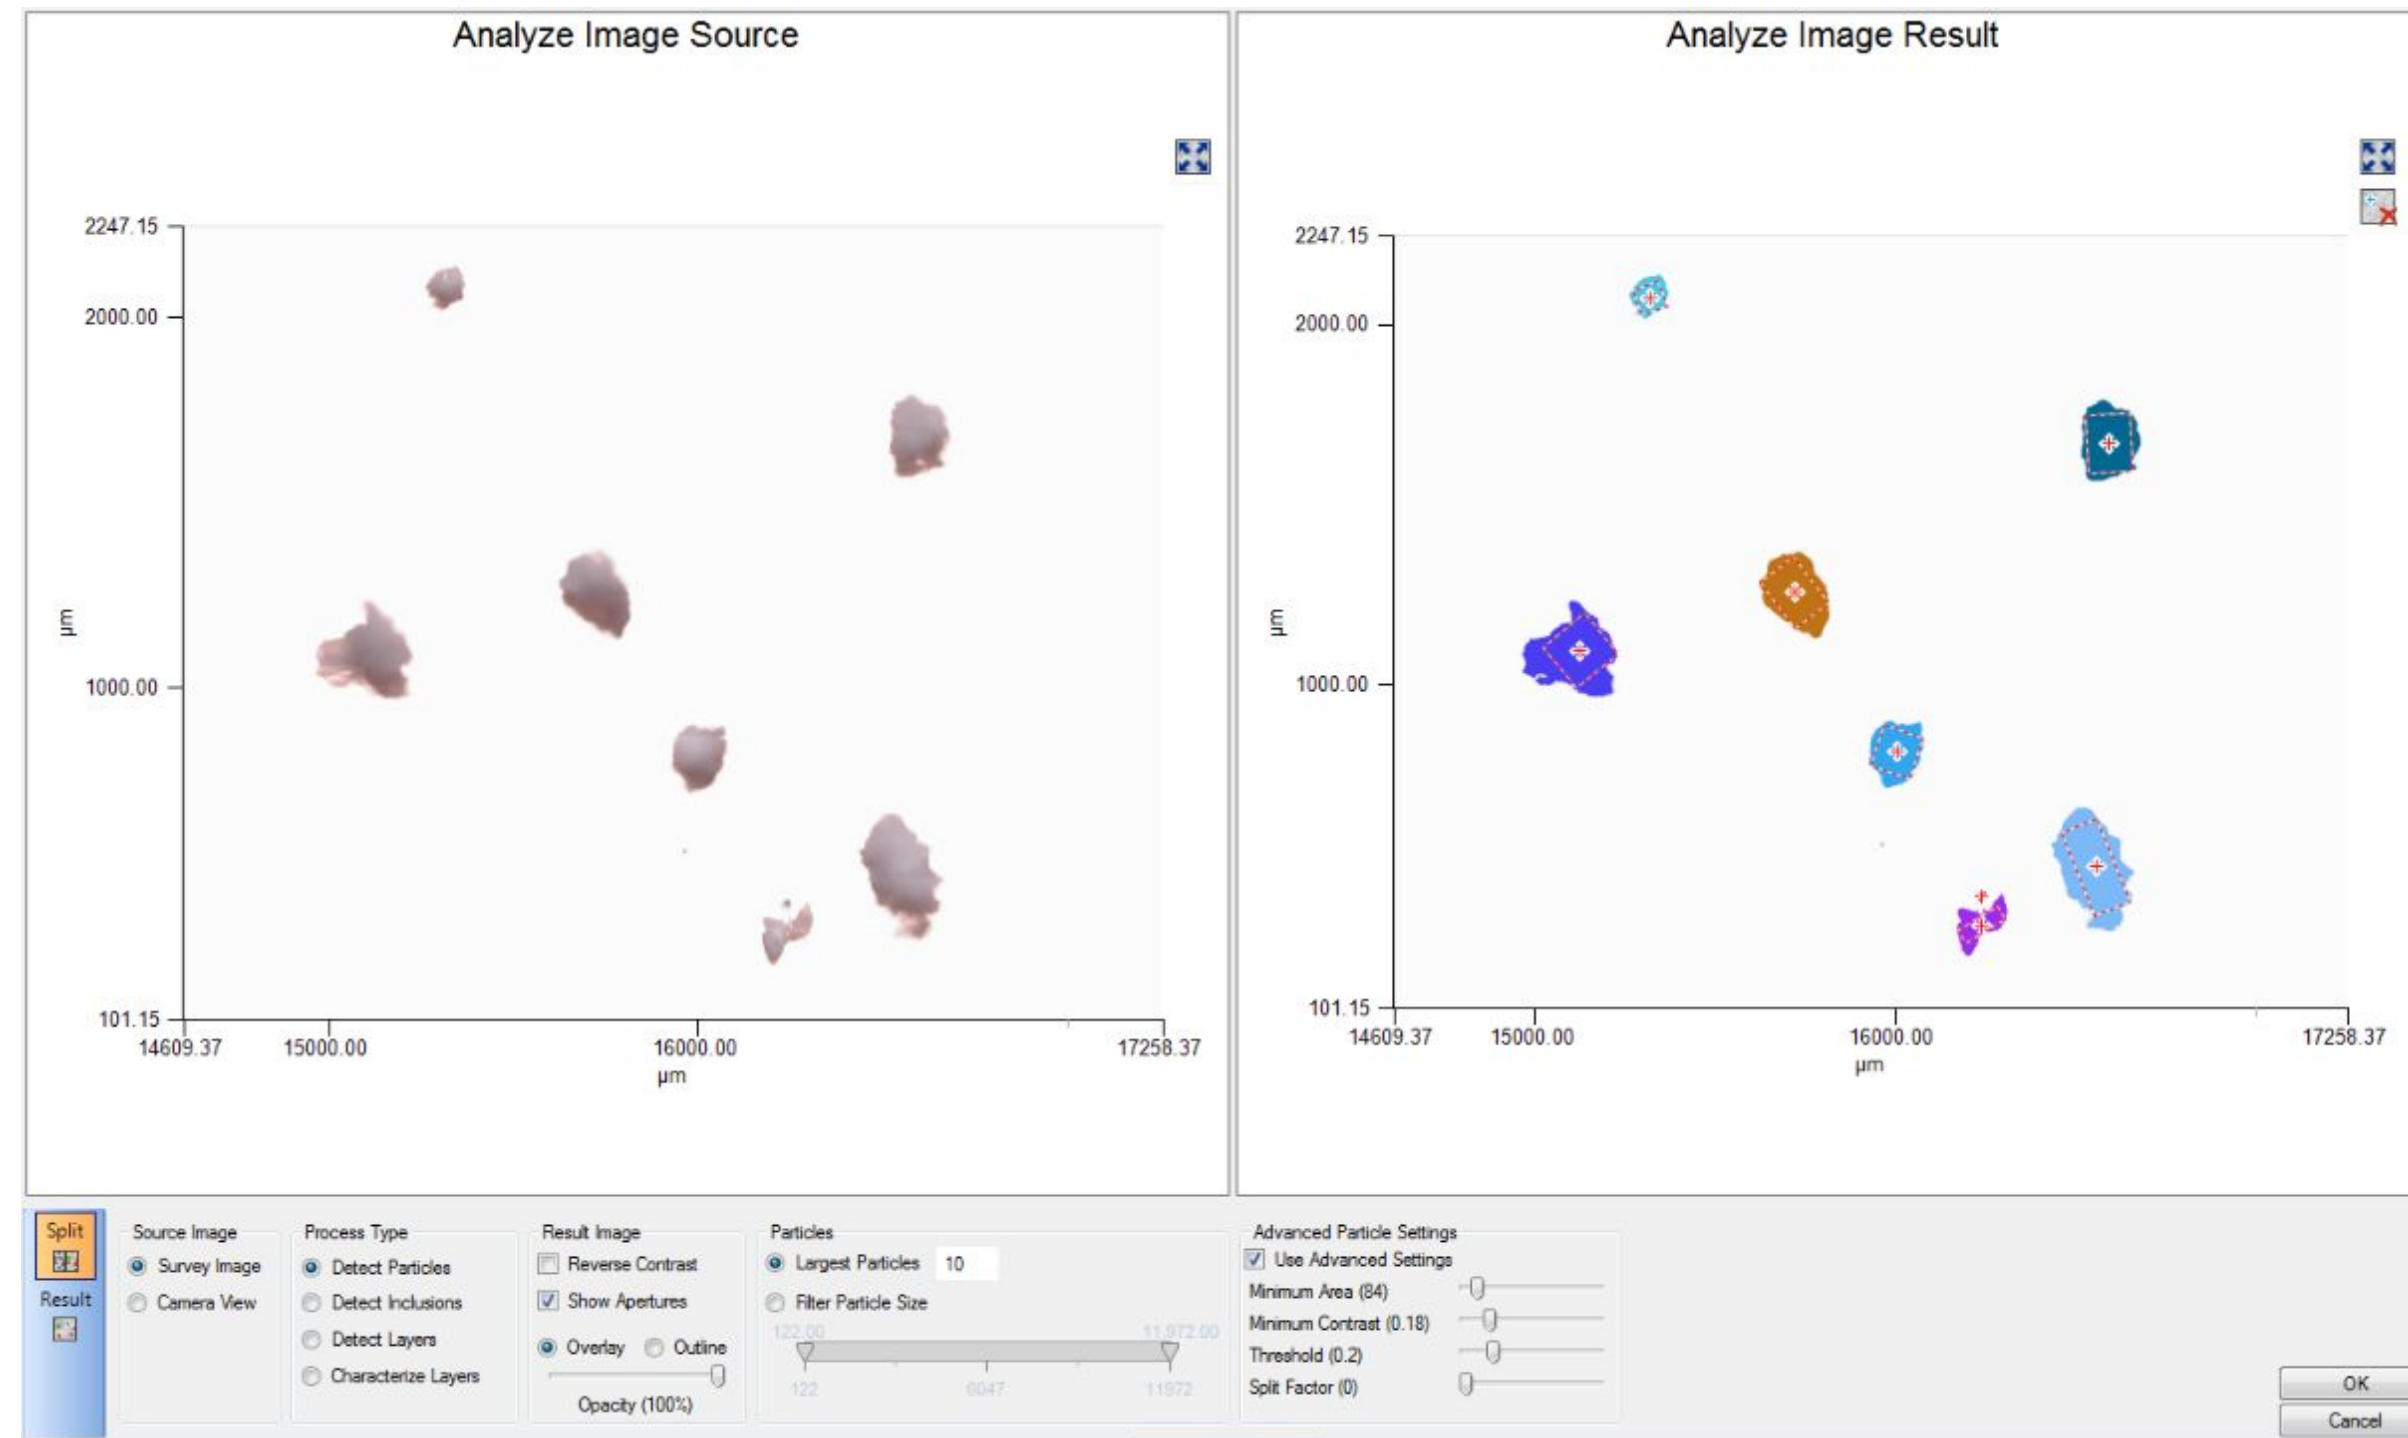 Analyze Image Source
2247.15
2000.00
1000.00
101.15
µm
14609.37
15000.00
16000.00
17258.37
µm
Analyze Image Result
2247.15
2000.00
1000.00
101.15
µm
14609.37
15000.00
16000.00
17258.37
µm
Split
Result
Source Image
Survey Image
Camera View
Process Type
Detect Particles
Detect Inclusions
Detect Layers
Characterize Layers
Result Image
Reverse Contrast
Show Apertures
Overlay Outline
Opacity (100%)
Particles
Largest Particles 10
Filter Particle Size
122.00 11,972.00
122 6047 11972
Advanced Particle Settings
Use Advanced Settings
Minimum Area (84)
Minimum Contrast (0.18)
Threshold (0.2)
Split Factor (0)
OK
Cancel